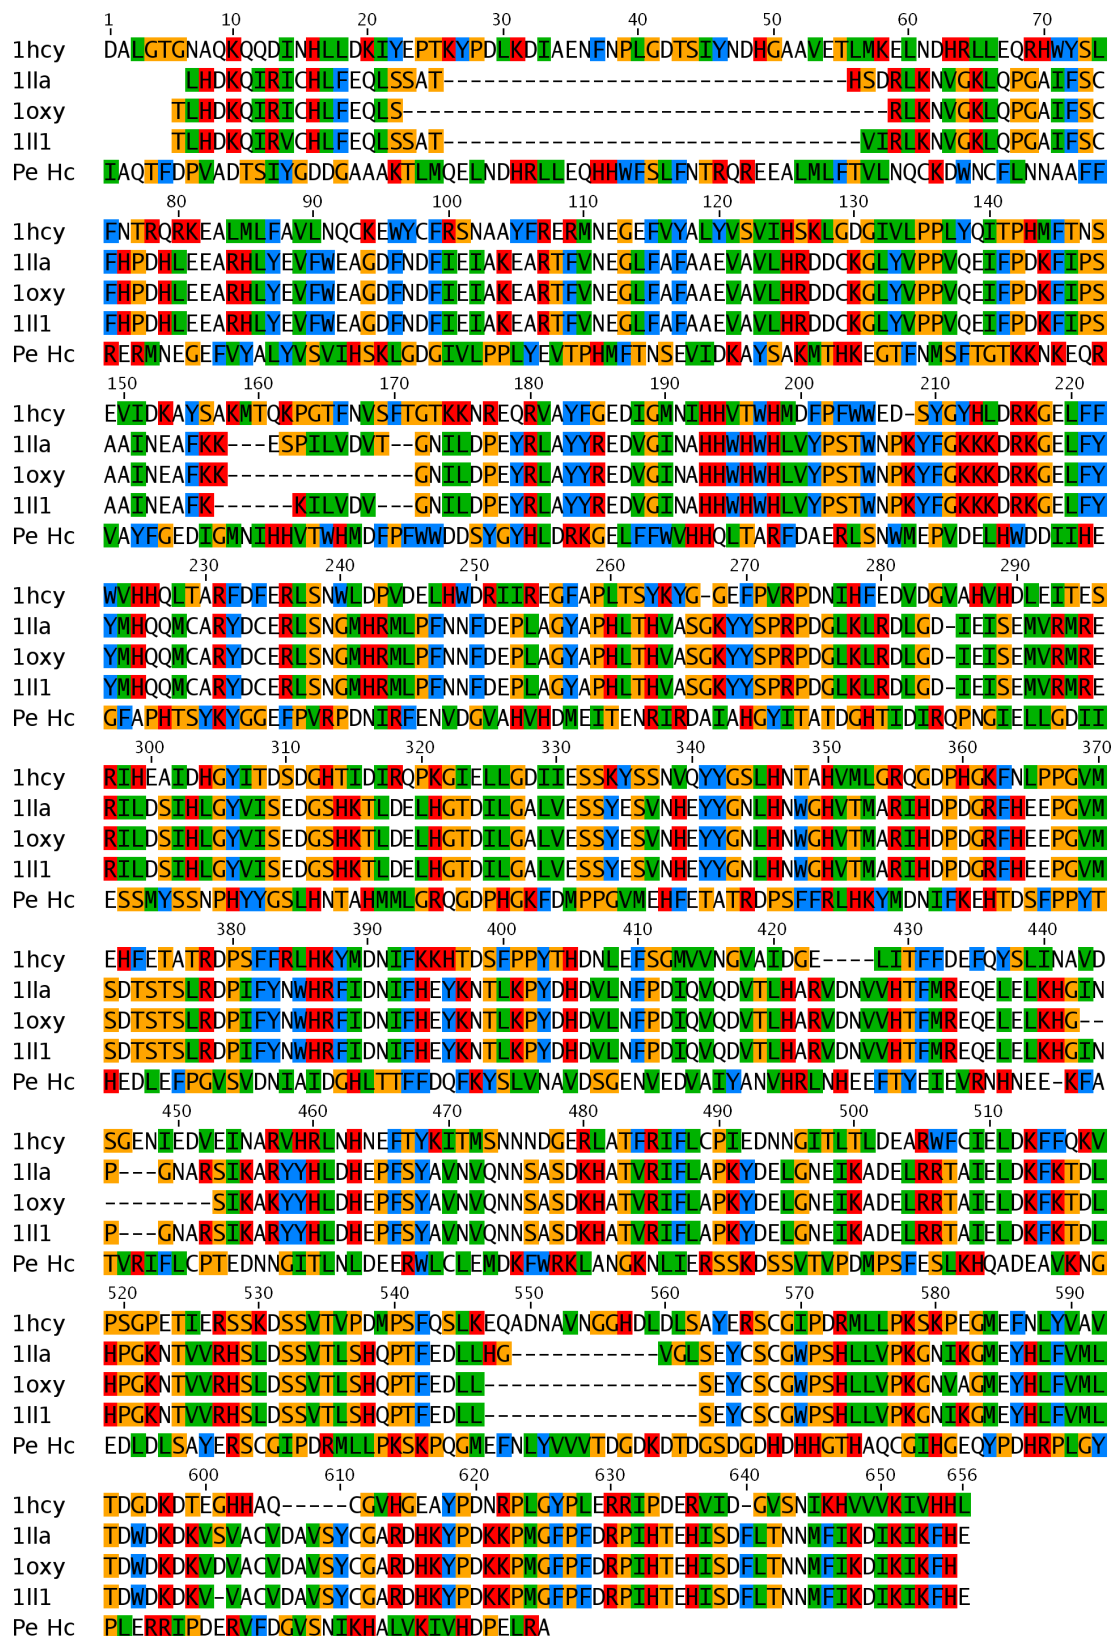 1 10 20 30 40 50 60 70
1hcy DALGTGNAQKQQDINHLLDKIYEPTKYPDLKDIAENFNPLGDTSIYNDHGAAVETLMKELNDHRLLEQRHWYSL
1lla LHDKQIRICHLFEQLSSAT------------------------------HSDRLKNVGKLQPGAIFSC
1oxy TLHDKQIRICHLFEQLS------------------------------------RLKNVGKLQPGAIFSC
1ll1 TLHDKQIRVCHLFEQLSSAT-------------------------------VIRLKNVGKLQPGAIFSC
Pe Hc IAQTFDPVADTSIYGDDGAAAKTLMQELNDHRLLEQHHWFSLFNTRQREEALMLFTVLNQCKDWNCFLNNAAFF
80 90 100 110 120 130 140
1hcy FNTRQRKEALMLFAVLNQCKEWYCFRSNAAYFRERMNEGEFVYALYVSVIHSKLGDGIVLPPLYQITPHMFTNS
1lla FHPDHLEEARHLYEVFWEAGDFNDFIEIAKEARTFVNEGLFAFAAEVAVLHRDDCKGLYVPPVQEIFPDKFIPS
1oxy FHPDHLEEARHLYEVFWEAGDFNDFIEIAKEARTFVNEGLFAFAAEVAVLHRDDCKGLYVPPVQEIFPDKFIPS
1ll1 FHPDHLEEARHLYEVFWEAGDFNDFIEIAKEARTFVNEGLFAFAAEVAVLHRDDCKGLYVPPVQEIFPDKFIPS
Pe Hc RERMNEGEFVYALYVSVIHSKLGDGIVLPPLYEVTPHMFTNSEVIDKAYSAKMTHKEGTFNMSFTGTKKNKEQR
150 160 170 180 190 200 210 220
1hcy EVIDKAYSAKMTQKPGTFNVSFTGTKKNREQRVAYFGEDIGMNIHHVTWHMDFPFWWED-SYGYHLDRKGELFF
1lla AAINEAFKK---ESPILVDVT--GNILDPEYRLAYYREDVGINAHHWHWHLVYPSTWNPKYFGKKKDRKGELFY
1oxy AAINEAFKK--------------GNILDPEYRLAYYREDVGINAHHWHWHLVYPSTWNPKYFGKKKDRKGELFY
1ll1 AAINEAFK------KILVDV---GNILDPEYRLAYYREDVGINAHHWHWHLVYPSTWNPKYFGKKKDRKGELFY
Pe Hc VAYFGEDIGMNIHHVTWHMDFPFWWDDSYGYHLDRKGELFFWVHHQLTARFDAERLSNWMEPVDELHWDDIIHE
230 240 250 260 270 280 290
1hcy WVHHQLTARFDFERLSNWLDPVDELHWDRIIREGFAPLTSYKYG-GEFPVRPDNIHFEDVDGVAHVHDLEITES
1lla YMHQQMCARYDCERLSNGMHRMLPFNNFDEPLAGYAPHLTHVASGKYYSPRPDGLKLRDLGD-IEISEMVRMRE
1oxy YMHQQMCARYDCERLSNGMHRMLPFNNFDEPLAGYAPHLTHVASGKYYSPRPDGLKLRDLGD-IEISEMVRMRE
1ll1 YMHQQMCARYDCERLSNGMHRMLPFNNFDEPLAGYAPHLTHVASGKYYSPRPDGLKLRDLGD-IEISEMVRMRE
Pe Hc GFAPHTSYKYGGEFPVRPDNIRFENVDGVAHVHDMEITENRIRDAIAHGYITATDGHTIDIRQPNGIELLGDII
300 310 320 330 340 350 360 370
1hcy RIHEAIDHGYITDSDGHTIDIRQPKGIELLGDIIESSKYSSNVQYYGSLHNTAHVMLGRQGDPHGKFNLPPGVM
1lla RILDSIHLGYVISEDGSHKTLDELHGTDILGALVESSYESVNHEYYGNLHNWGHVTMARIHDPDGRFHEEPGVM
1oxy RILDSIHLGYVISEDGSHKTLDELHGTDILGALVESSYESVNHEYYGNLHNWGHVTMARIHDPDGRFHEEPGVM
1ll1 RILDSIHLGYVISEDGSHKTLDELHGTDILGALVESSYESVNHEYYGNLHNWGHVTMARIHDPDGRFHEEPGVM
Pe Hc ESSMYSSNPHYYGSLHNTAHMMLGRQGDPHGKFDMPPGVMEHFETATRDPSFFRLHKYMDNIFKEHTDSFPPYT
380 390 400 410 420 430 440
1hcy EHFETATRDPSFFRLHKYMDNIFKKHTDSFPPYTHDNLEFSGMVVNGVAIDGE----LITFFDEFQYSLINAVD
1lla SDTSTSLRDPIFYNWHRFIDNIFHEYKNTLKPYDHDVLNFPDIQVQDVTLHARVDNVVHTFMREQELELKHGIN
1oxy SDTSTSLRDPIFYNWHRFIDNIFHEYKNTLKPYDHDVLNFPDIQVQDVTLHARVDNVVHTFMREQELELKHG--
1ll1 SDTSTSLRDPIFYNWHRFIDNIFHEYKNTLKPYDHDVLNFPDIQVQDVTLHARVDNVVHTFMREQELELKHGIN
Pe Hc HEDLEFPGVSVDNIAIDGHLTTFFDQFKYSLVNAVDSGENVEDVAIYANVHRLNHEEFTYEIEVRNHNEE-KFA
450 460 470 480 490 500 510
1hcy SGENIEDVEINARVHRLNHNEFTYKITMSNNNDGERLATFRIFLCPIEDNNGITLTLDEARWFCIELDKFFQKV
1lla P---GNARSIKARYYHLDHEPFSYAVNVQNNSASDKHATVRIFLAPKYDELGNEIKADELRRTAIELDKFKTDL
1oxy --------SIKAKYYHLDHEPFSYAVNVQNNSASDKHATVRIFLAPKYDELGNEIKADELRRTAIELDKFKTDL
1ll1 P---GNARSIKARYYHLDHEPFSYAVNVQNNSASDKHATVRIFLAPKYDELGNEIKADELRRTAIELDKFKTDL
Pe Hc TVRIFLCPTEDNNGITLNLDEERWLCLEMDKFWRKLANGKNLIERSSKDSSVTVPDMPSFESLKHQADEAVKNG
520 530 540 550 560 570 580 590
1hcy PSGPETIERSSKDSSVTVPDMPSFQSLKEQADNAVNGGHDLDLSAYERSCGIPDRMLLPKSKPEGMEFNLYVAV
1lla HPGKNTVVRHSLDSSVTLSHQPTFEDLLHG-----------VGLSEYCSCGWPSHLLVPKGNIKGMEYHLFVML
1oxy HPGKNTVVRHSLDSSVTLSHQPTFEDLL----------------SEYCSCGWPSHLLVPKGNVAGMEYHLFVML
1ll1 HPGKNTVVRHSLDSSVTLSHQPTFEDLL----------------SEYCSCGWPSHLLVPKGNIKGMEYHLFVML
Pe Hc EDLDLSAYERSCGIPDRMLLPKSKPQGMEFNLYVVVTDGDKDTDGSDGDHDHHGTHAQCGIHGEQYPDHRPLGY
600 610 620 630 640 650 656
1hcy TDGDKDTEGHHAQ-----CGVHGEAYPDNRPLGYPLERRIPDERVID-GVSNIKHVVVKIVHHL
1lla TDWDKDKVSVACVDAVSYCGARDHKYPDKKPMGFPFDRPIHTEHISDFLTNNMFIKDIKIKFHE
1oxy TDWDKDKVDVACVDAVSYCGARDHKYPDKKPMGFPFDRPIHTEHISDFLTNNMFIKDIKIKFH
1ll1 TDWDKDKV-VACVDAVSYCGARDHKYPDKKPMGFPFDRPIHTEHISDFLTNNMFIKDIKIKFHE
Pe Hc PLERRIPDERVFDGVSNIKHALVKIVHDPELRA